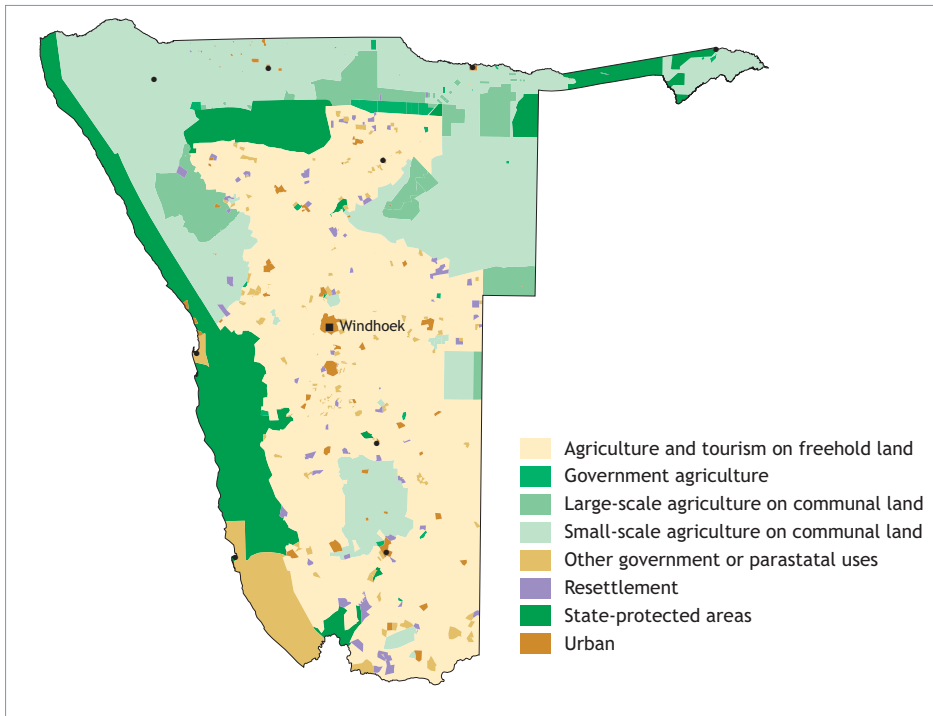 Windhoek
Agriculture and tourism on freehold land
Government agriculture
Large-scale agriculture on communal land
Small-scale agriculture on communal land
Other government or parastatal uses
Resettlement
State-protected areas
Urban